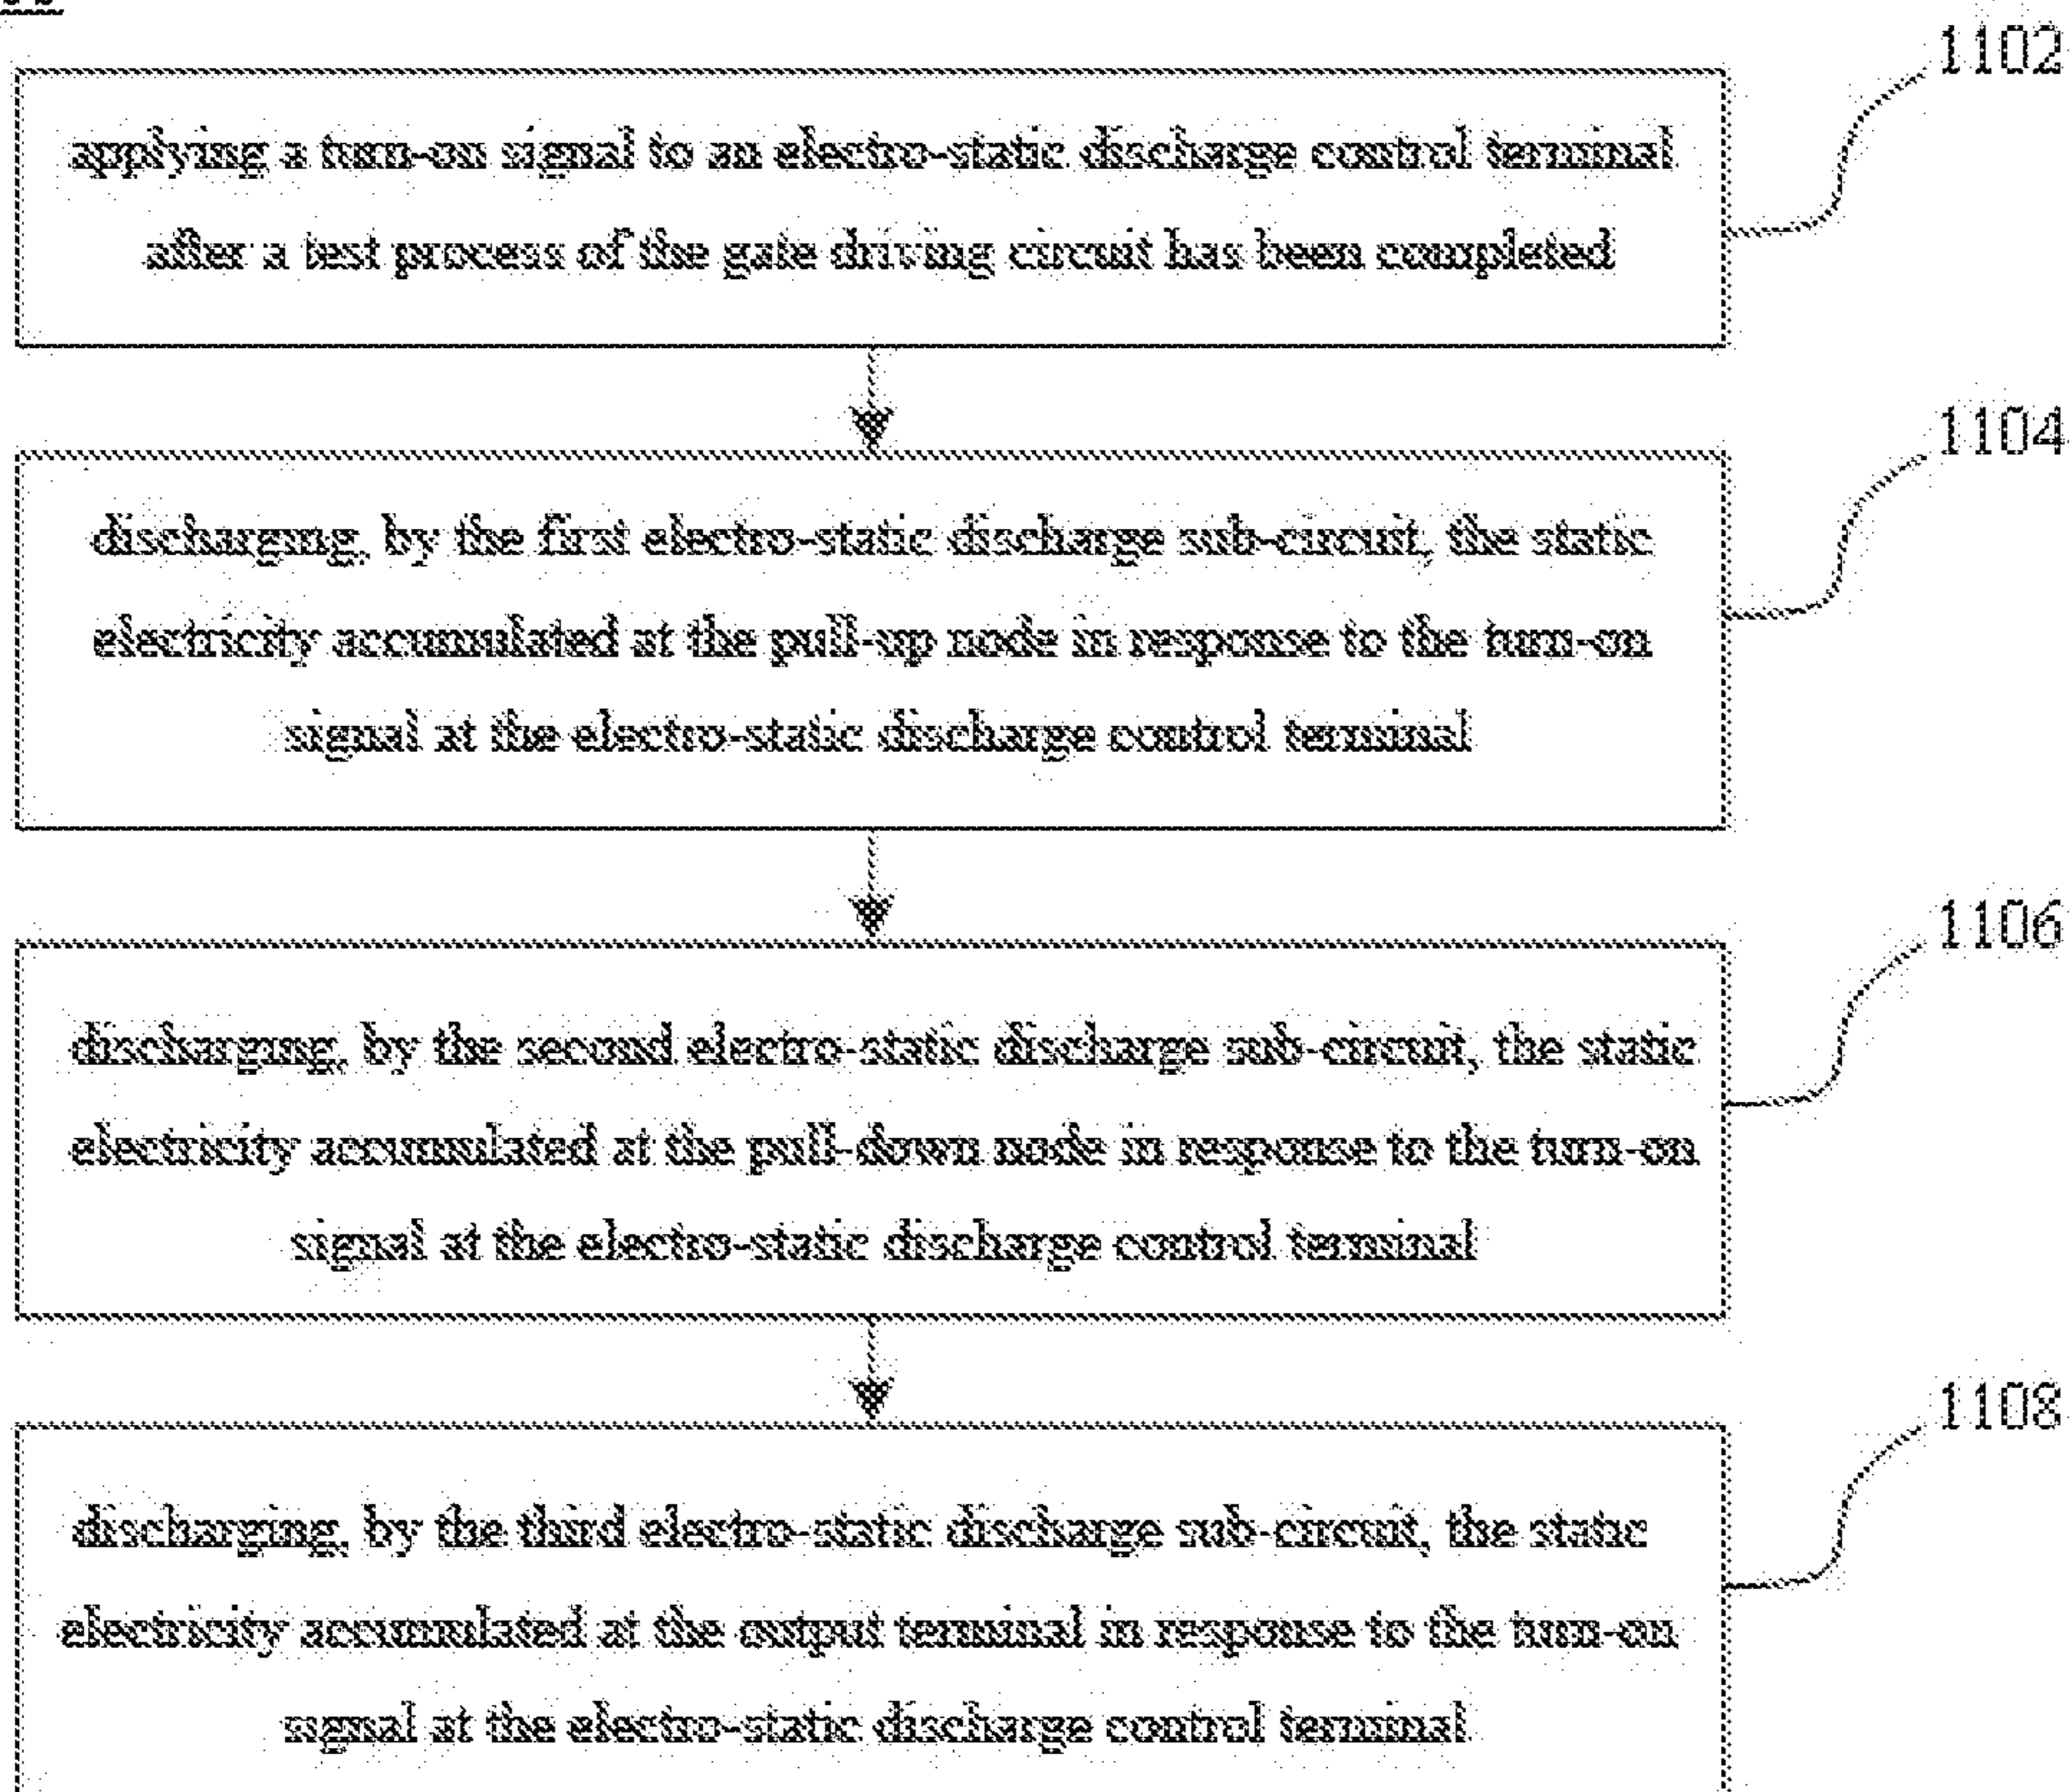 1102
applying a turn-on signal to an electro-static discharge control terminal
after a test process of the gate driving circuit has been completed
1104
discharging, by the first electro-static discharge sub-circuit, the static
electricity accumulated at the pull-up node in response to the turn-on
signal at the electro-static discharge control terminal
1106
discharging, by the second electro-static discharge sub-circuit, the static
electricity accumulated at the pull-down node in response to the turn-on
signal at the electro-static discharge control terminal
1108
discharging, by the third electro-static discharge sub-circuit, the static
electricity accumulated at the output terminal in response to the turn-on
signal at the electro-static discharge control terminal